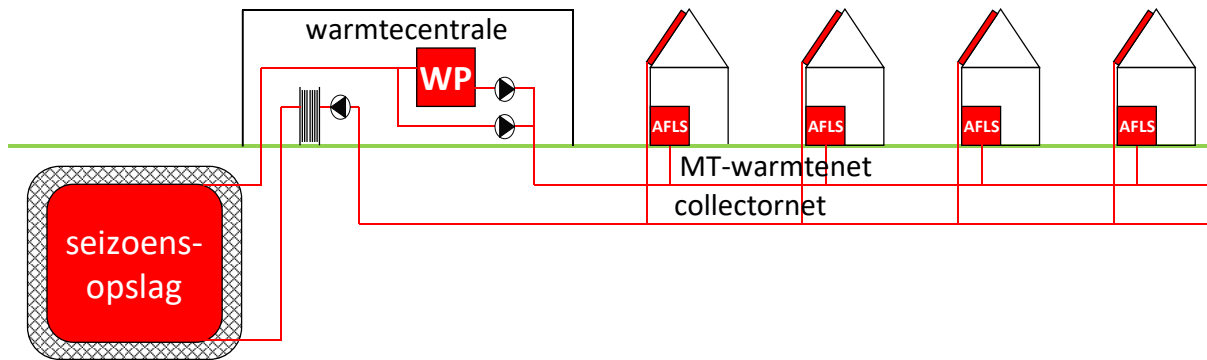 warmtecentrale
WP
AFLS
AFLS
AFLS
AFLS
MT-warmtenet
collectornet
seizoens-
opslag